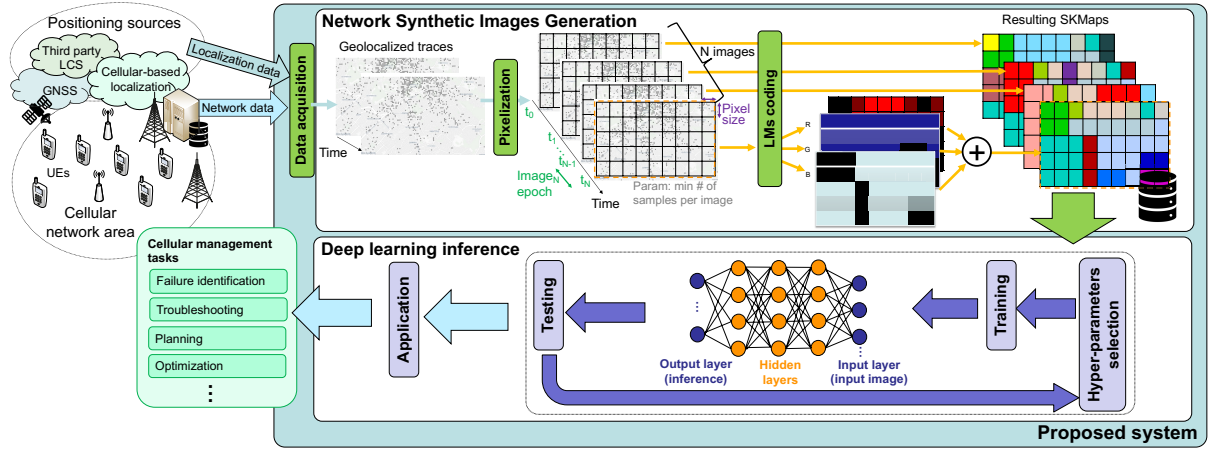 Positioning sources
Third party
LCS
GNSS
Cellular-based
localization
Localization data
Network data
UEs
Cellular
network area
Network Synthetic Images Generation
Data acquisition
Geolocalized traces
Time
Pixelization
t0
t1
tN-1
tN
ImageN
epoch
Time
N images
Pixel
size
Param: min # of
samples per image
LMs coding
R
G
B
+
Resulting SKMaps
Deep learning inference
Cellular management
tasks
Failure identification
Troubleshooting
Planning
Optimization
Application
Testing
Output layer
(inference)
Hidden
layers
Input layer
(input image)
Training
Hyper-parameters
selection
Proposed system